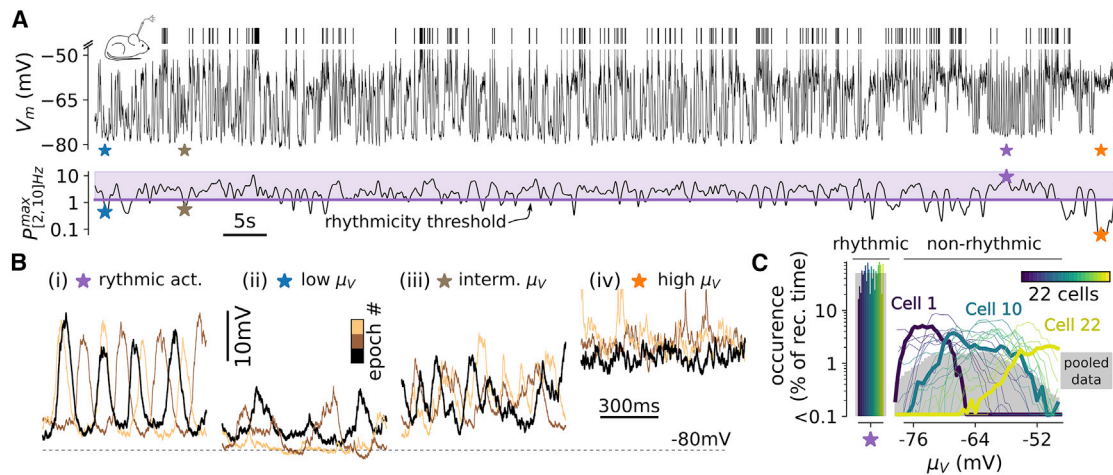 A
−50
−65
−80
Vm (mV)
10
1
0.1
P^max_[2,10]Hz
5s
rhythmicity threshold
B
(i) ★ rythmic act.
(ii) ★ low μV
(iii) ★ interm. μV
(iv) ★ high μV
10mV
epoch #
300ms
-80mV
C
rhythmic non-rhythmic
22 cells
Cell 1
Cell 10
Cell 22
pooled
data
occurence
(% of rec. time)
10
1
< 0.1
-76 -64 -52
μV (mV)